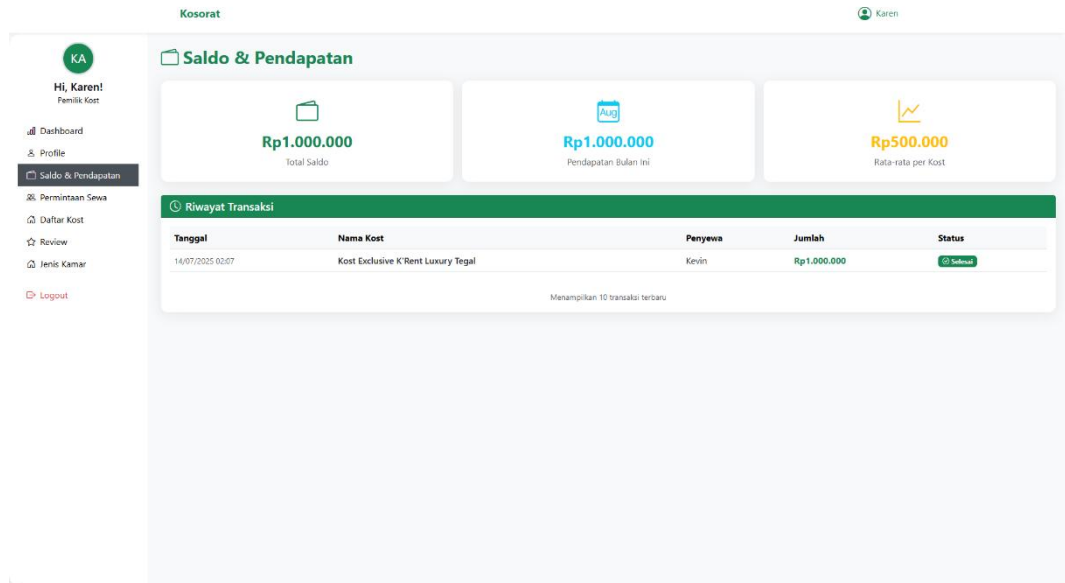 Kosorat
Karen
KA
Hi, Karen!
Pemilik Kost
Dashboard
Profile
Saldo & Pendapatan
Permintaan Sewa
Daftar Kost
Review
Jenis Kamar
Logout
Saldo & Pendapatan
Rp1.000.000
Total Saldo
Aug
Rp1.000.000
Pendapatan Bulan Ini
Rp500.000
Rata-rata per Kost
Riwayat Transaksi
Tanggal Nama Kost Penyewa Jumlah Status
14/07/2025 02:07 Kost Exclusive K'Rent Luxury Tegal Kevin Rp1.000.000 Selesai
Menampilkan 10 transaksi terbaru